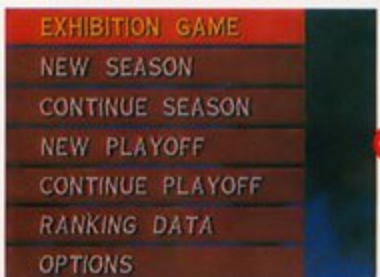 EXHIBITION GAME
NEW SEASON
CONTINUE SEASON
NEW PLAYOFF
CONTINUE PLAYOFF
RANKING DATA
OPTIONS